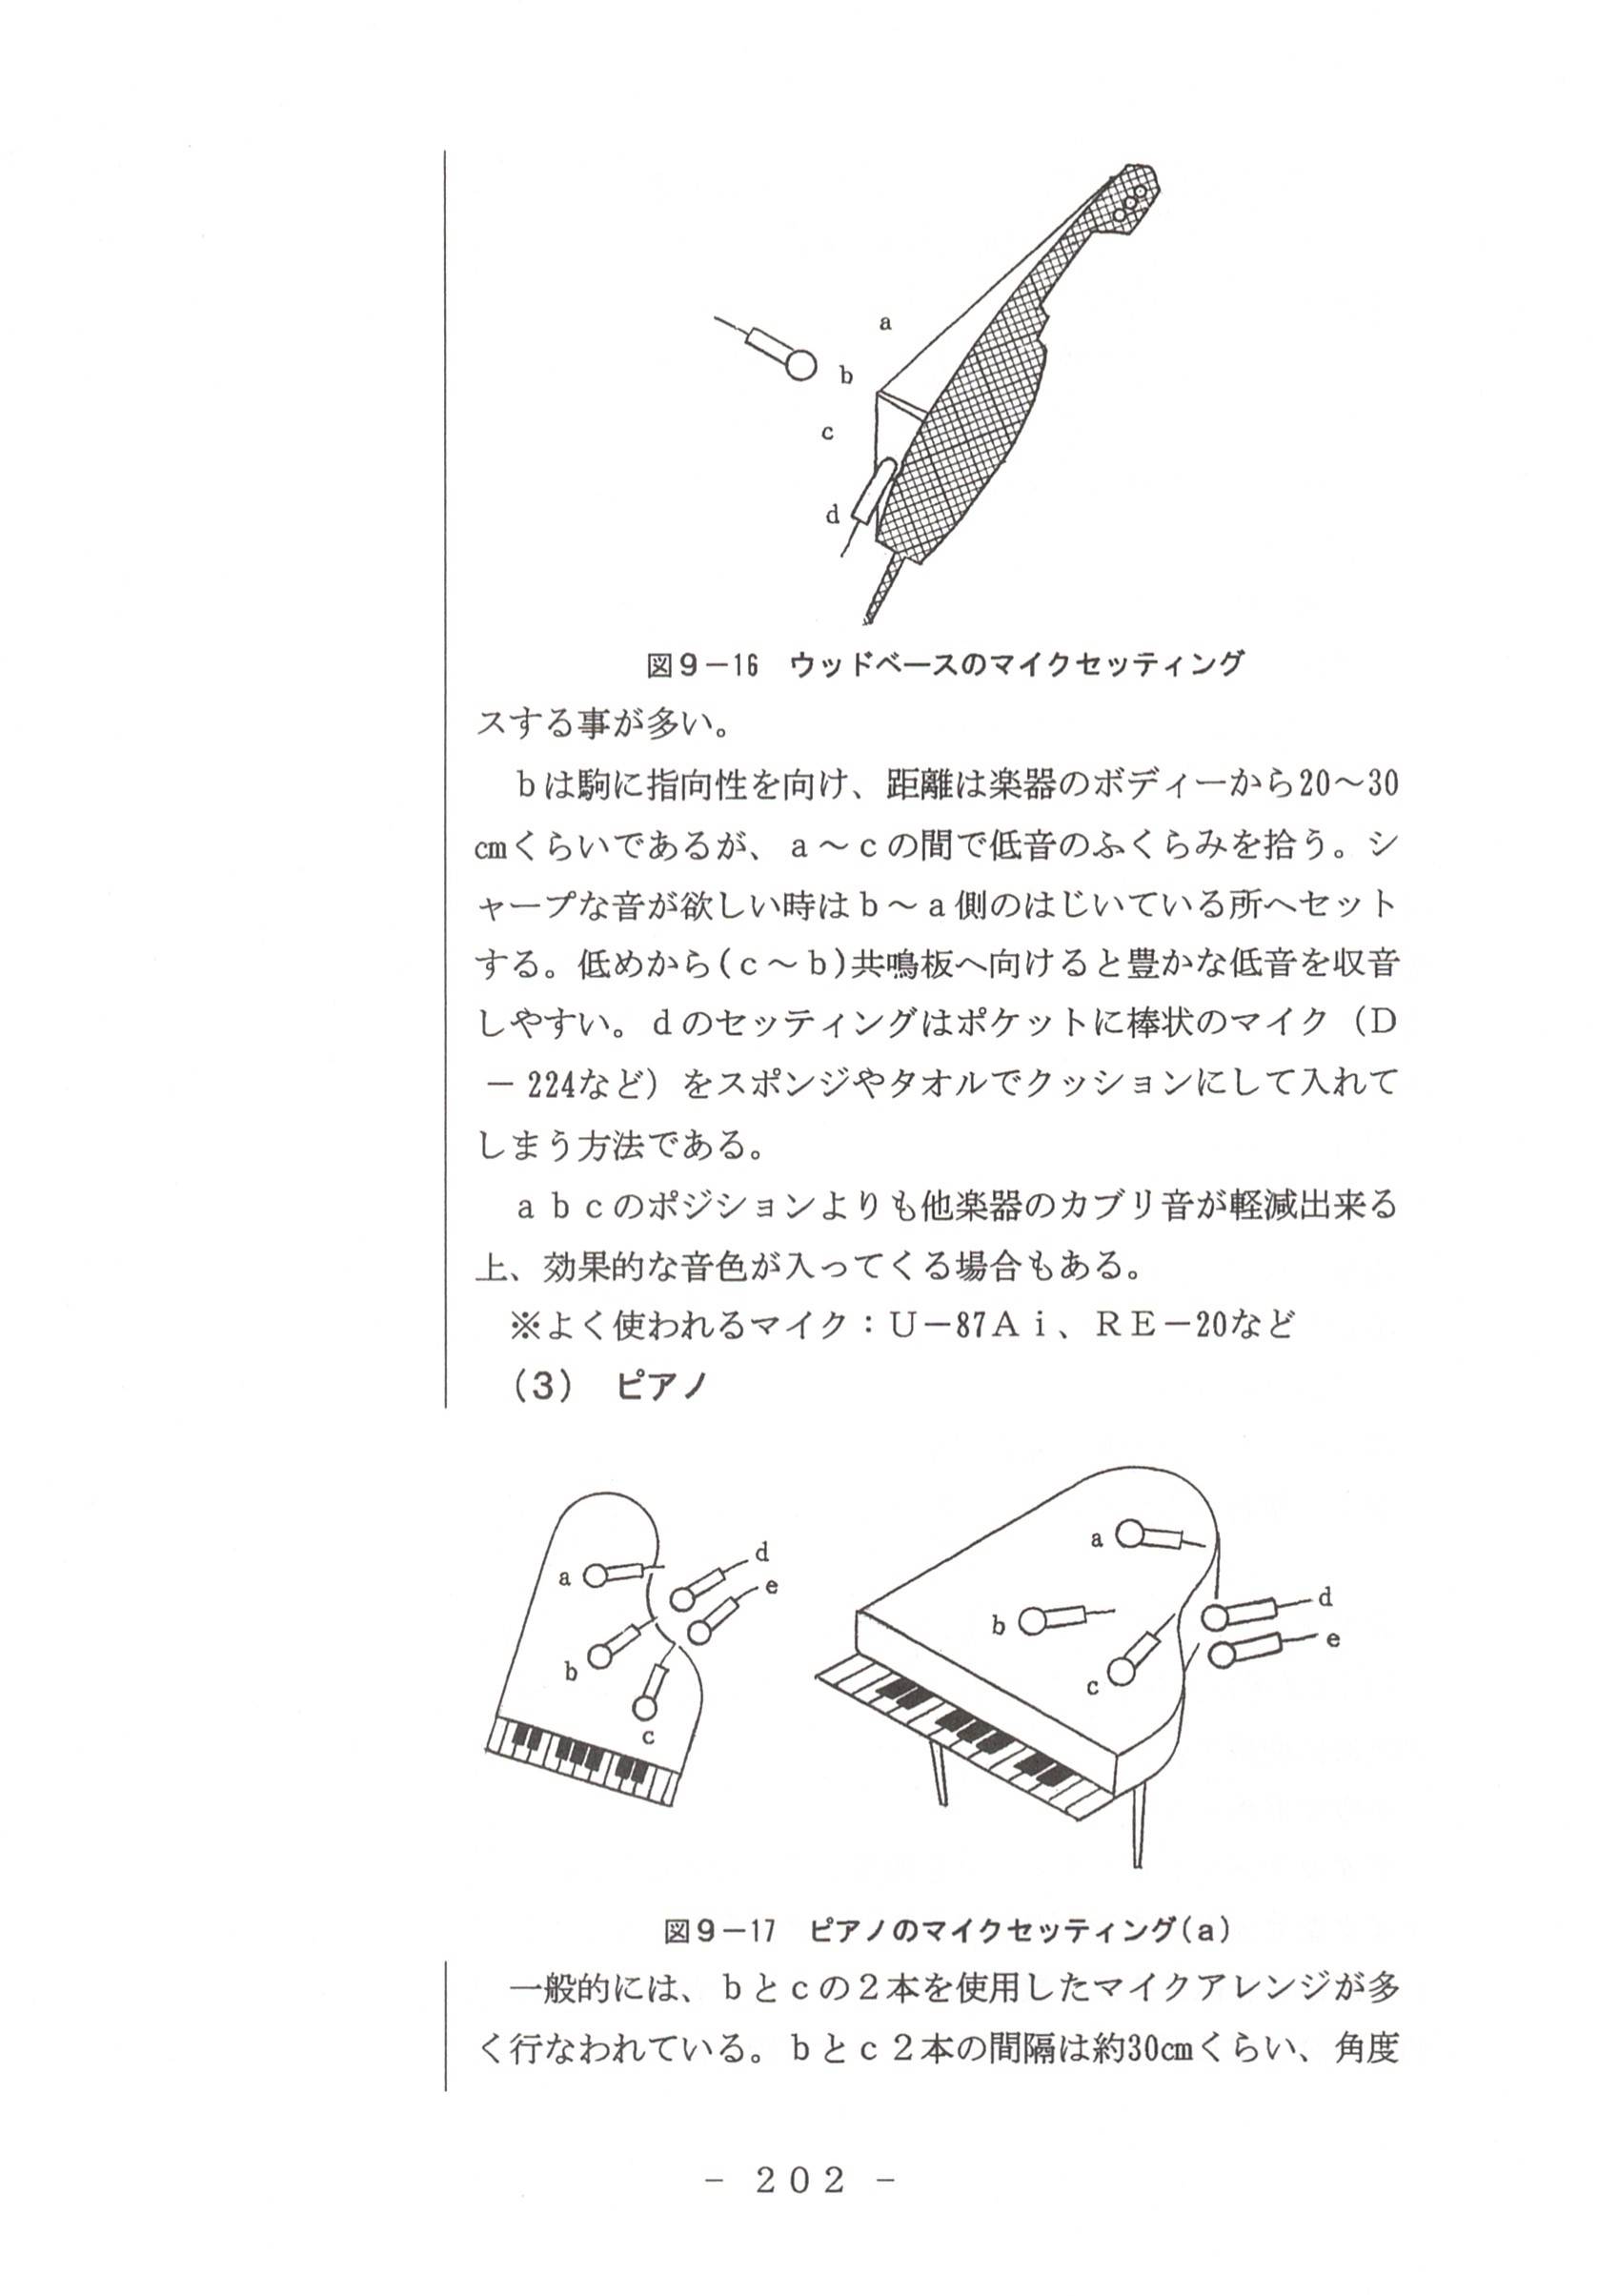 a
b
c
d
図9－16　ウッドベースのマイクセッティング
スする事が多い。
　bは駒に指向性を向け、距離は楽器のボディーから20～30
cmくらいであるが、a～cの間で低音のふくらみを拾う。シ
ャープな音が欲しい時はb～a側のはじいている所へセット
する。低めから(c～b)共鳴板へ向けると豊かな低音を収音
しやすい。dのセッティングはポケットに棒状のマイク（D
－224など）をスポンジやタオルでクッションにして入れて
しまう方法である。
　abcのポジションよりも他楽器のカブリ音が軽減出来る
上、効果的な音色が入ってくる場合もある。
　※よく使われるマイク：U－87Ai、RE－20など
（3）　ピアノ
a
b
c
d
e
a
b
c
d
e
図9－17　ピアノのマイクセッティング(a)
　一般的には、bとcの2本を使用したマイクアレンジが多
く行なわれている。bとc2本の間隔は約30cmくらい、角度
－ 202 －